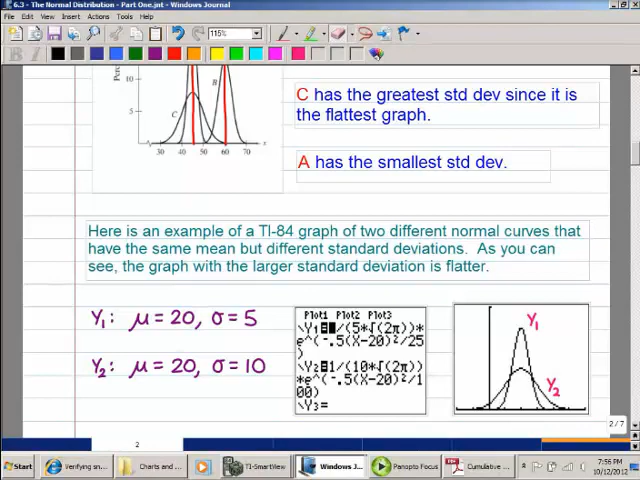 6.3 - The Normal Distribution - Part One.jnt - Windows Journal
File Edit View Insert Actions Tools Help
115%
10
5
B
C
30 40 50 60 70 x
C has the greatest std dev since it is
the flattest graph.
A has the smallest std dev.
Here is an example of a TI-84 graph of two different normal curves that
have the same mean but different standard deviations. As you can
see, the graph with the larger standard deviation is flatter.
Y₁: μ = 20, σ = 5
Y₂: μ = 20, σ = 10
Plot1 Plot2 Plot3
\Y₁=/(5*√(2π))*
e^(-.5(X-20)²/25
)
\Y₂=1/(10*√(2π))
*e^(-.5(X-20)²/1
00)
\Y₃=
Y₁
Y₂
2
2 / 7
Start
Verifying sn...
Charts and ...
TI-SmartView
Windows J...
Panopto Focus
Cumulative ...
7:56 PM
10/12/2012